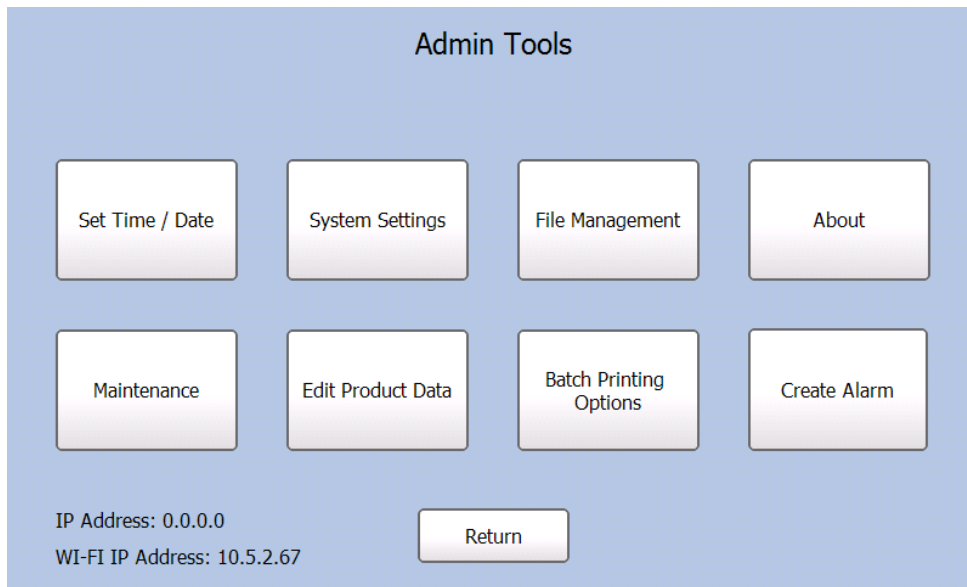 Admin Tools
Set Time / Date
System Settings
File Management
About
Maintenance
Edit Product Data
Batch Printing
Options
Create Alarm
IP Address: 0.0.0.0
WI-FI IP Address: 10.5.2.67
Return